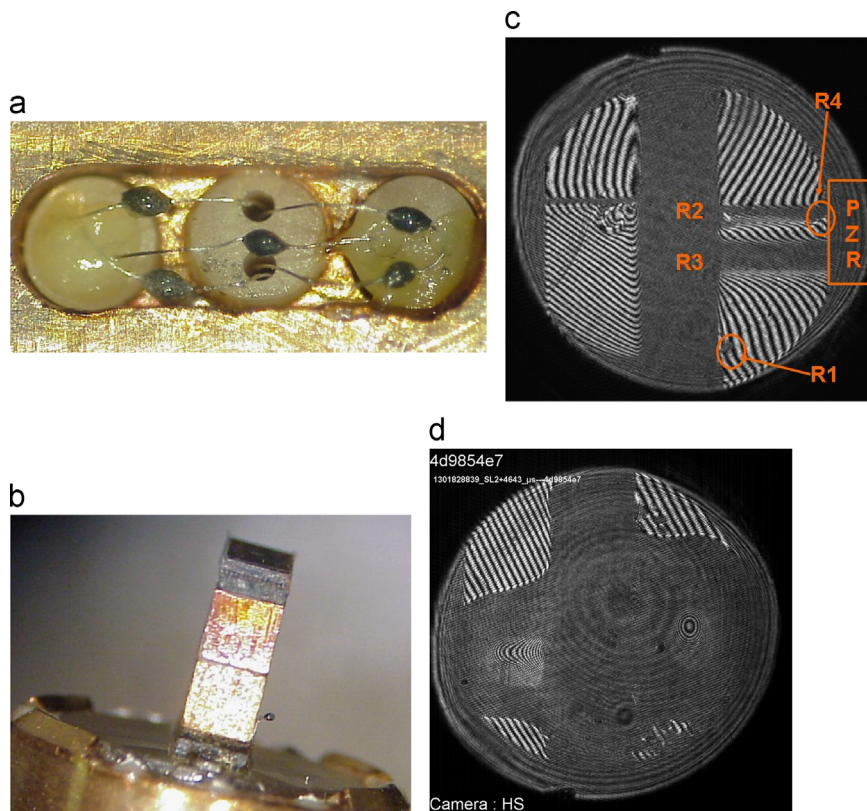 a
b
c
R4
P
Z
R
R2
R3
R1
d
4d9854e7
1301828839_SL2+4643_µs---4d9854e7
Camera : HS